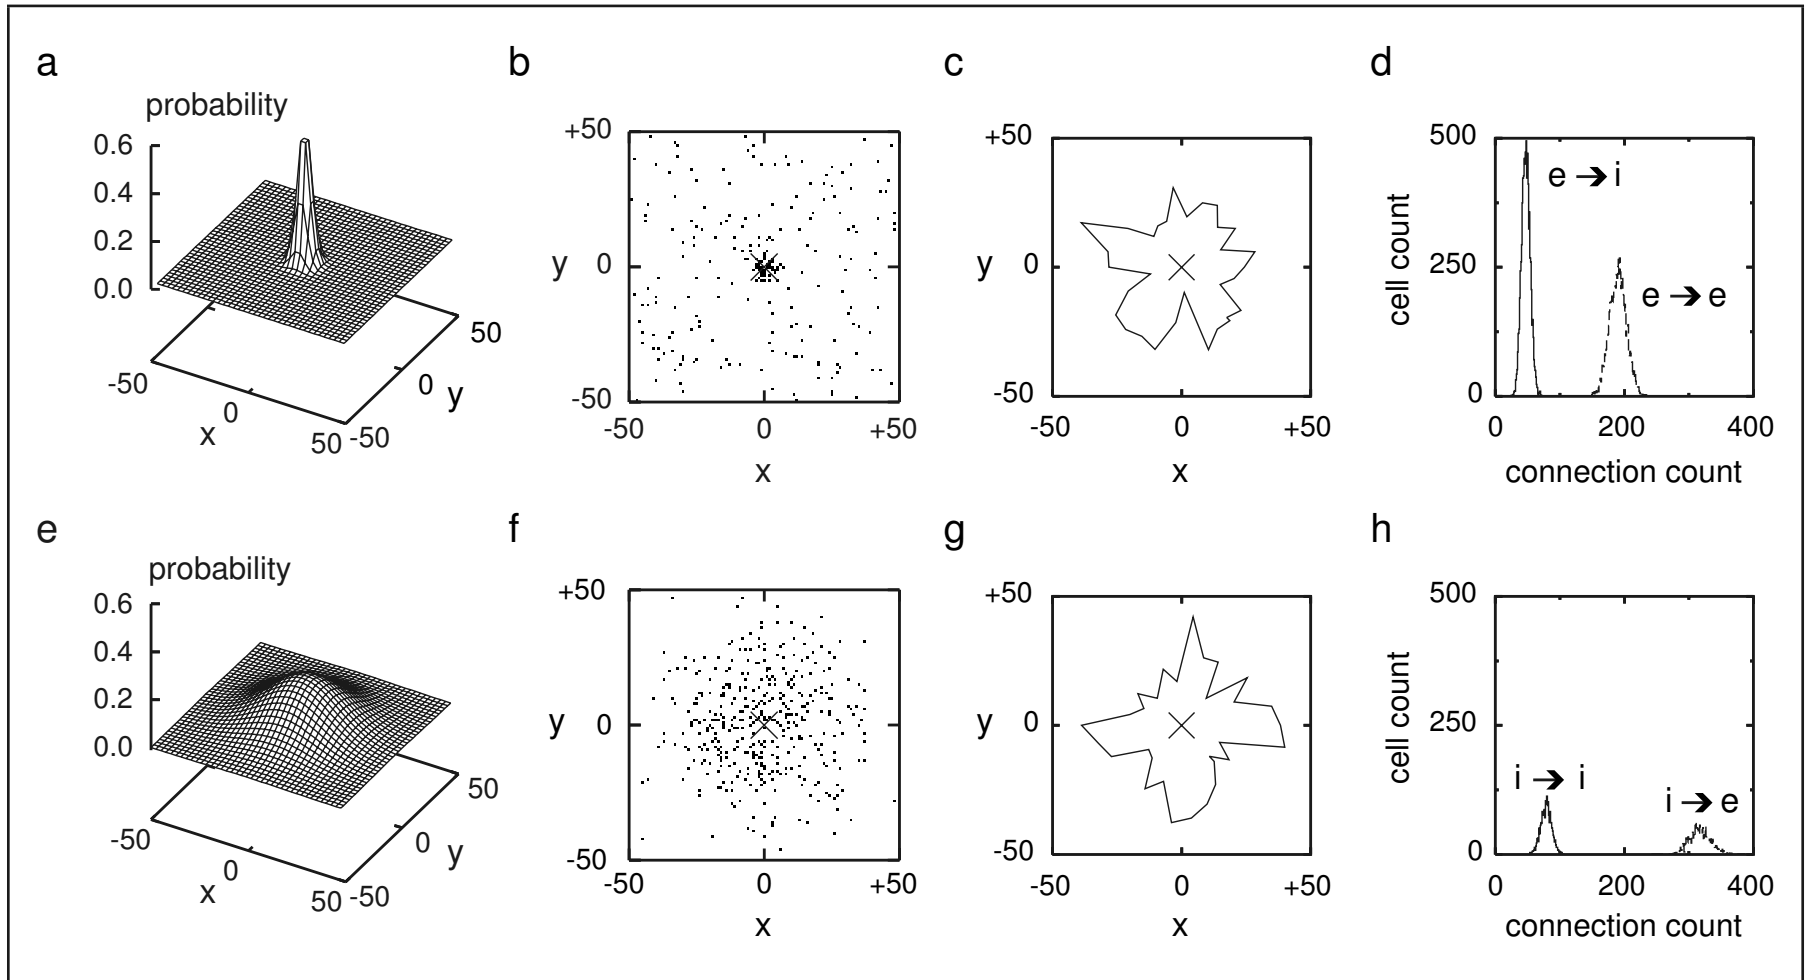 a
probability
0.6
0.4
0.2
0.0
-50
0
50
x
-50
0
50
y
b
+50
y 0
-50
-50 0 +50
x
c
+50
y 0
-50
-50 0 +50
x
d
500
250
0
cell count
e ➔ i
e ➔ e
0 200 400
connection count
e
probability
0.6
0.4
0.2
0.0
-50
0
50
x
-50
0
50
y
f
+50
y 0
-50
-50 0 +50
x
g
+50
y 0
-50
-50 0 +50
x
h
500
250
0
cell count
i ➔ i
i ➔ e
0 200 400
connection count